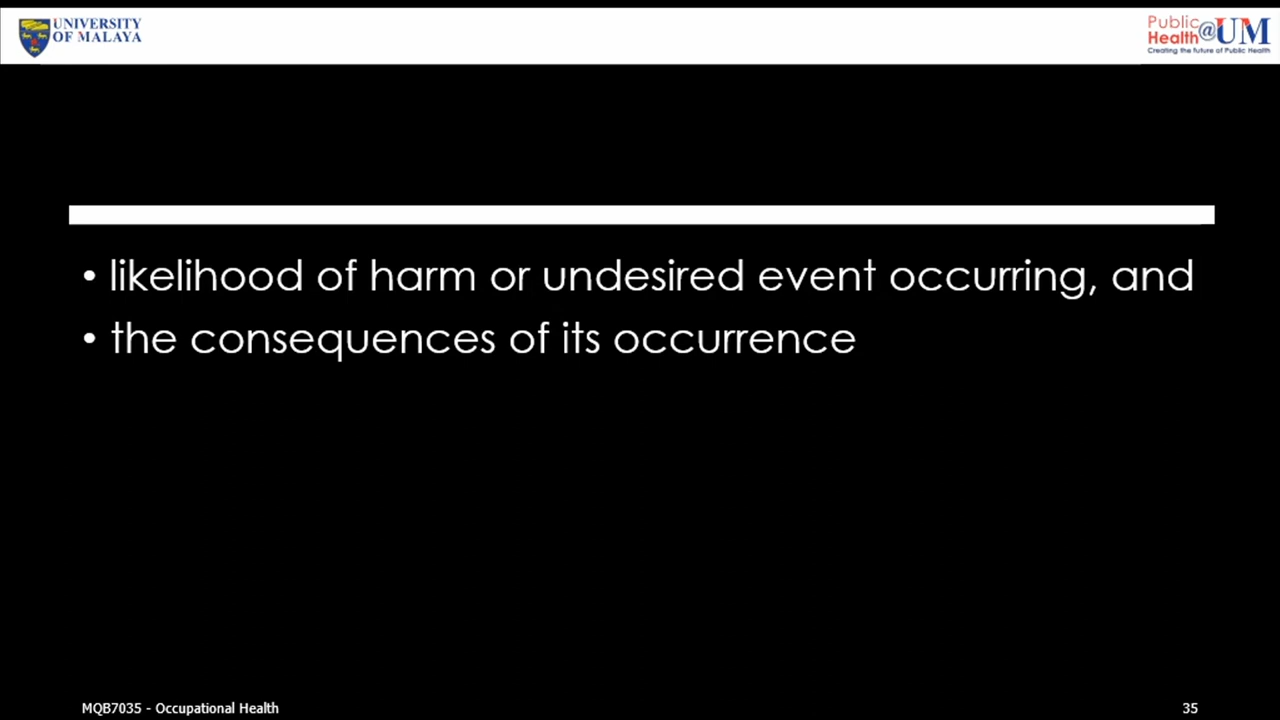 UNIVERSITY
OF MALAYA
Public
Health@UM
Creating the future of Public Health
• likelihood of harm or undesired event occurring, and
• the consequences of its occurrence
MQB7035 - Occupational Health
35